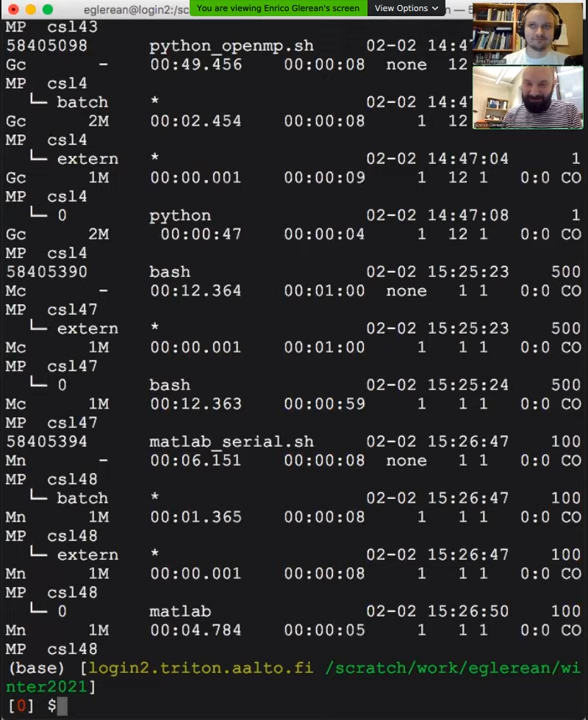 eglerean@login2:/s
You are viewing Enrico Glerean's screen
View Options
MP csl43
58405098 python_openmp.sh 02-02 14:47
Gc - 00:49.456 00:00:08 none 12
MP csl4
└─ batch * 02-02 14:47
Gc 2M 00:02.454 00:00:08 1 12
MP csl4
└─ extern * 02-02 14:47:04 1
Gc 1M 00:00.001 00:00:09 1 12 1 0:0 CO
MP csl4
└─ 0 python 02-02 14:47:08 1
Gc 2M 00:00:47 00:00:04 1 12 1 0:0 CO
MP csl4
58405390 bash 02-02 15:25:23 500
Mc - 00:12.364 00:01:00 none 1 1 0:0 CO
MP csl47
└─ extern * 02-02 15:25:23 500
Mc 1M 00:00.001 00:01:00 1 1 1 0:0 CO
MP csl47
└─ 0 bash 02-02 15:25:24 500
Mc 1M 00:12.363 00:00:59 1 1 1 0:0 CO
MP csl47
58405394 matlab_serial.sh 02-02 15:26:47 100
Mn - 00:06.151 00:00:08 none 1 1 0:0 CO
MP csl48
└─ batch * 02-02 15:26:47 100
Mn 1M 00:01.365 00:00:08 1 1 1 0:0 CO
MP csl48
└─ extern * 02-02 15:26:47 100
Mn 1M 00:00.001 00:00:08 1 1 1 0:0 CO
MP csl48
└─ 0 matlab 02-02 15:26:50 100
Mn 1M 00:04.784 00:00:05 1 1 1 0:0 CO
MP csl48
(base) [login2.triton.aalto.fi /scratch/work/eglerean/wi
nter2021]
[0] $